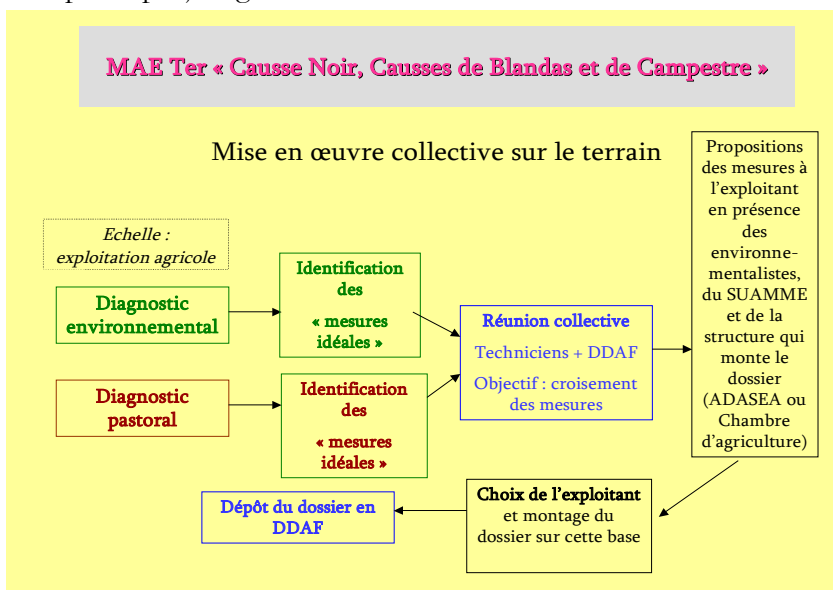 MAE Ter « Causse Noir, Causses de Blandas et de Campestre »
Mise en œuvre collective sur le terrain
Echelle :
exploitation agricole
Diagnostic
environnemental
Identification
des
« mesures
idéales »
Diagnostic
pastoral
Identification
des
« mesures
idéales »
Réunion collective
Techniciens + DDAF
Objectif : croisement
des mesures
Propositions
des mesures à
l'exploitant
en présence
des
environne-
mentalistes,
du SUAMME
et de la
structure qui
monte le
dossier
(ADASEA ou
Chambre
d'agriculture)
Choix de l'exploitant
et montage du
dossier sur cette base
Dépôt du dossier en
DDAF